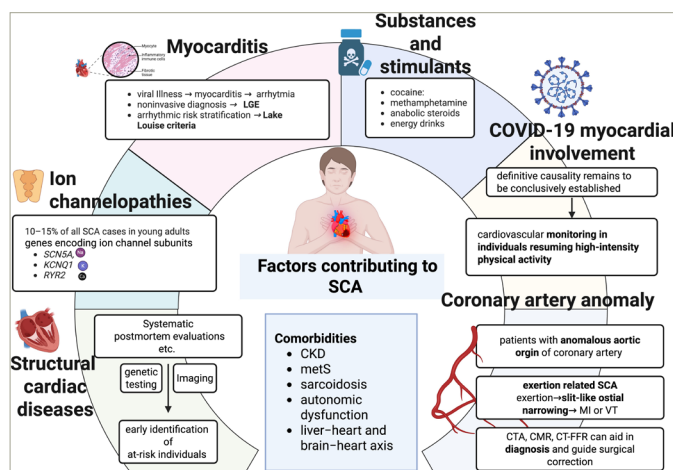 Myocarditis
Myocyte
Inflammatory
immune cells
Fibrotic
tissue
• viral Illness → myocarditis → arrhytmia
• noninvasive diagnosis → LGE
• arrhythmic risk stratification → Lake
Louise criteria
Substances
and
stimulants
• cocaine:
• methamphetamine
• anabolic steroids
• energy drinks
COVID-19 myocardial
involvement
definitive causality remains to
be conclusively established
cardiovascular monitoring in
individuals resuming high-intensity
physical activity
Ion
channelopathies
10–15% of all SCA cases in young adults
genes encoding ion channel subunits
• SCN5A, Na
• KCNQ1 K
• RYR2 Ca
Factors contributing to
SCA
Coronary artery anomaly
patients with anomalous aortic
orgin of coronary artery
exertion related SCA
exertion→slit-like ostial
narrowing→ MI or VT
CTA, CMR, CT-FFR can aid in
diagnosis and guide surgical
correction
Structural
cardiac
diseases
Systematic
postmortem evaluations
etc.
genetic
testing
Imaging
early identification
of
at-risk individuals
Comorbidities
• CKD
• metS
• sarcoidosis
• autonomic
dysfunction
• liver–heart and
brain–heart axis